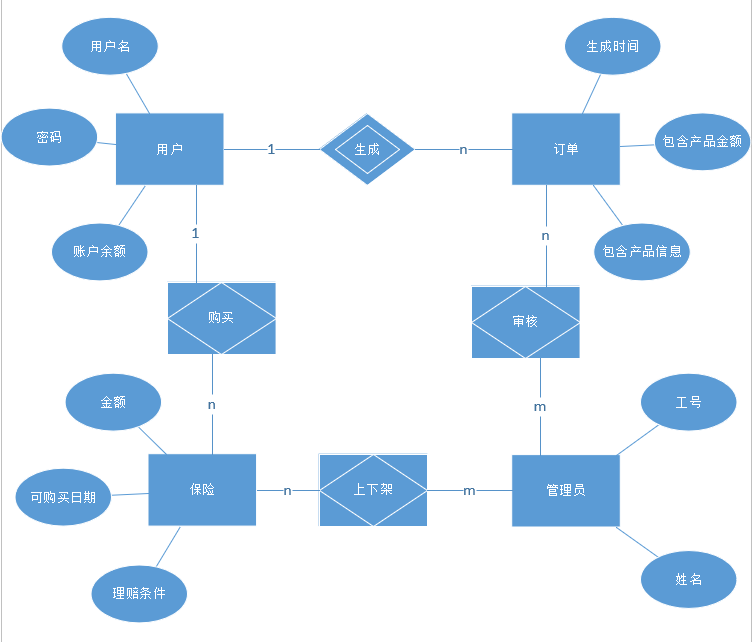 用户名
生成时间
密码
用户
1
生成
n
订单
包含产品金额
账户余额
1
n
包含产品信息
购买
审核
金额
n
m
工号
可购买日期
保险
n
上下架
m
管理员
理赔条件
姓名